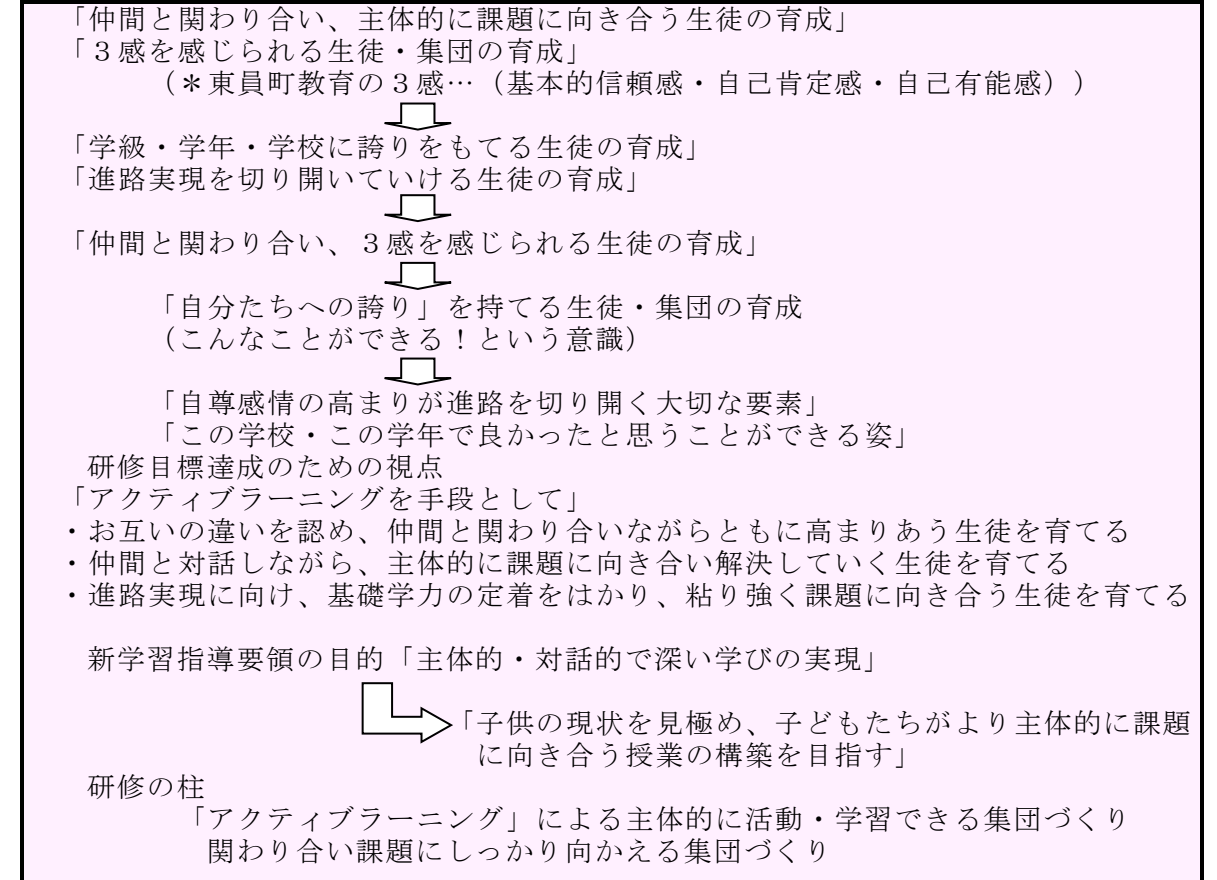 「仲間と関わり合い、主体的に課題に向き合う生徒の育成」
「３感を感じられる生徒・集団の育成」
（＊東員町教育の３感…（基本的信頼感・自己肯定感・自己有能感））
「学級・学年・学校に誇りをもてる生徒の育成」
「進路実現を切り開いていける生徒の育成」
「仲間と関わり合い、３感を感じられる生徒の育成」
「自分たちへの誇り」を持てる生徒・集団の育成
（こんなことができる！という意識）
「自尊感情の高まりが進路を切り開く大切な要素」
「この学校・この学年で良かったと思うことができる姿」
研修目標達成のための視点
「アクティブラーニングを手段として」
・お互いの違いを認め、仲間と関わり合いながらともに高まりあう生徒を育てる
・仲間と対話しながら、主体的に課題に向き合い解決していく生徒を育てる
・進路実現に向け、基礎学力の定着をはかり、粘り強く課題に向き合う生徒を育てる
新学習指導要領の目的「主体的・対話的で深い学びの実現」
「子供の現状を見極め、子どもたちがより主体的に課題
に向き合う授業の構築を目指す」
研修の柱
「アクティブラーニング」による主体的に活動・学習できる集団づくり
関わり合い課題にしっかり向かえる集団づくり